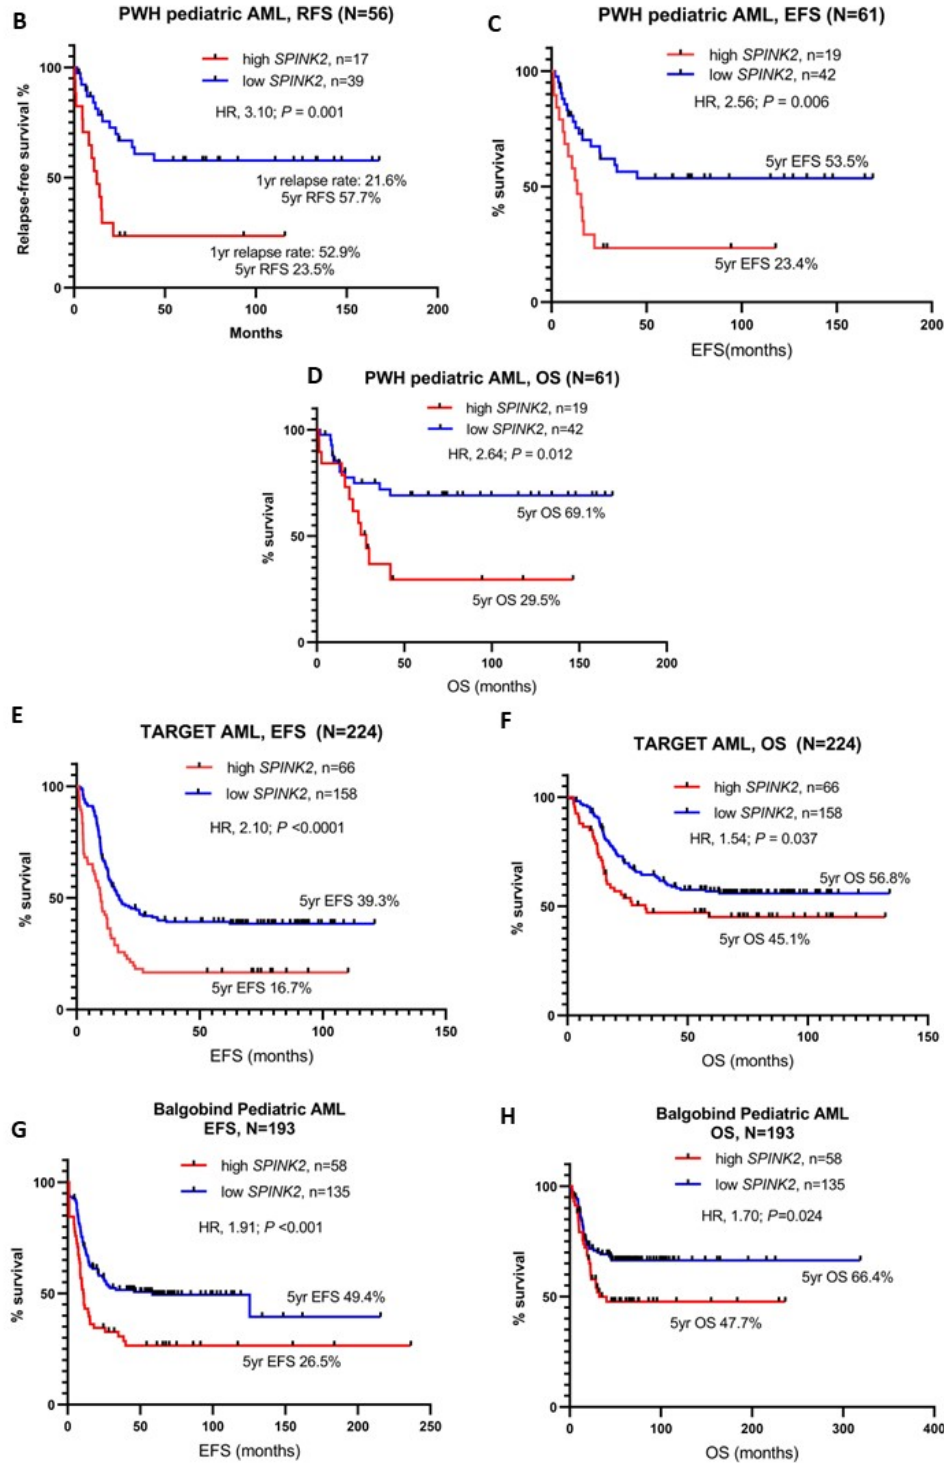 B
PWH pediatric AML, RFS (N=56)
high SPINK2, n=17
low SPINK2, n=39
HR, 3.10; P = 0.001
Relapse-free survival %
100
50
0
1yr relapse rate: 21.6%
5yr RFS 57.7%
1yr relapse rate: 52.9%
5yr RFS 23.5%
0 50 100 150 200
Months
C
PWH pediatric AML, EFS (N=61)
high SPINK2, n=19
low SPINK2, n=42
HR, 2.56; P = 0.006
% survival
100
50
0
5yr EFS 53.5%
5yr EFS 23.4%
0 50 100 150 200
EFS(months)
D
PWH pediatric AML, OS (N=61)
high SPINK2, n=19
low SPINK2, n=42
HR, 2.64; P = 0.012
% survival
100
50
0
5yr OS 69.1%
5yr OS 29.5%
0 50 100 150 200
OS (months)
E
TARGET AML, EFS (N=224)
high SPINK2, n=66
low SPINK2, n=158
HR, 2.10; P <0.0001
% survival
100
50
0
5yr EFS 39.3%
5yr EFS 16.7%
0 50 100 150
EFS (months)
F
TARGET AML, OS (N=224)
high SPINK2, n=66
low SPINK2, n=158
HR, 1.54; P = 0.037
% survival
100
50
0
5yr OS 56.8%
5yr OS 45.1%
0 50 100 150
OS (months)
G
Balgobind Pediatric AML
EFS, N=193
high SPINK2, n=58
low SPINK2, n=135
HR, 1.91; P <0.001
% survival
100
50
0
5yr EFS 49.4%
5yr EFS 26.5%
0 50 100 150 200 250
EFS (months)
H
Balgobind Pediatric AML
OS, N=193
high SPINK2, n=58
low SPINK2, n=135
HR, 1.70; P=0.024
% survival
100
50
0
5yr OS 66.4%
5yr OS 47.7%
0 100 200 300 400
OS (months)